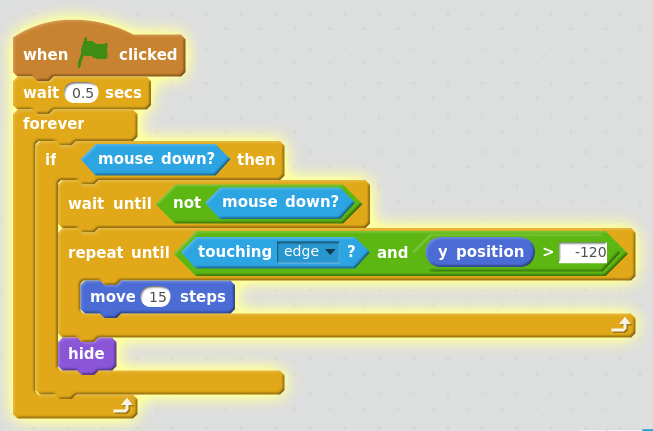 when clicked
wait 0.5 secs
forever
if mouse down? then
wait until not mouse down?
repeat until touching edge ? and y position > -120
move 15 steps
hide